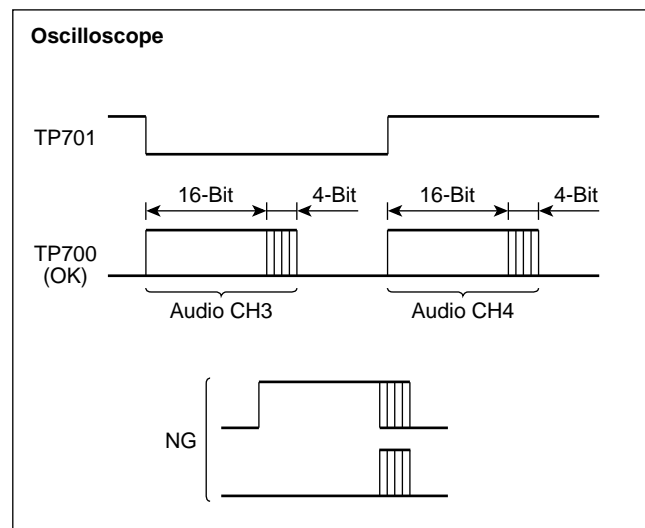 Oscilloscope
TP701
16-Bit 4-Bit 16-Bit 4-Bit
TP700
(OK)
Audio CH3 Audio CH4
NG